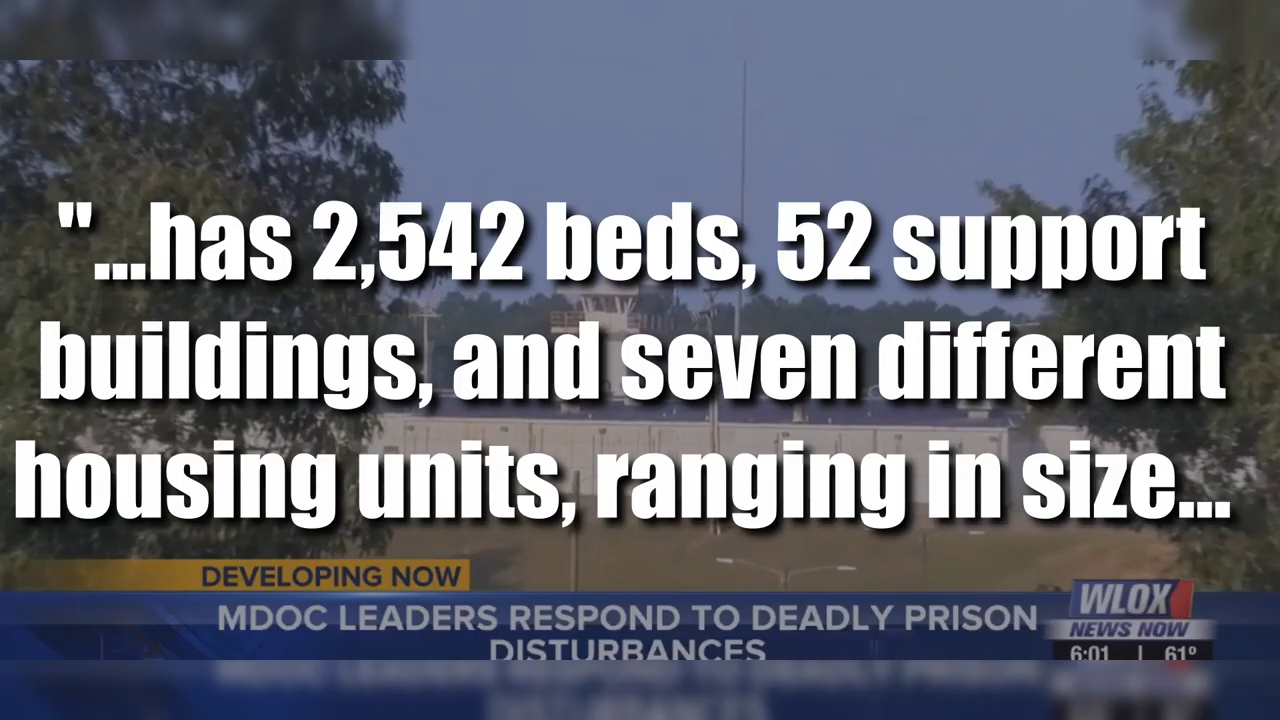 "...has 2,542 beds, 52 support
buildings, and seven different
housing units, ranging in size...
DEVELOPING NOW
MDOC LEADERS RESPOND TO DEADLY PRISON
DISTURBANCES
WLOX
NEWS NOW
6:01 | 61°